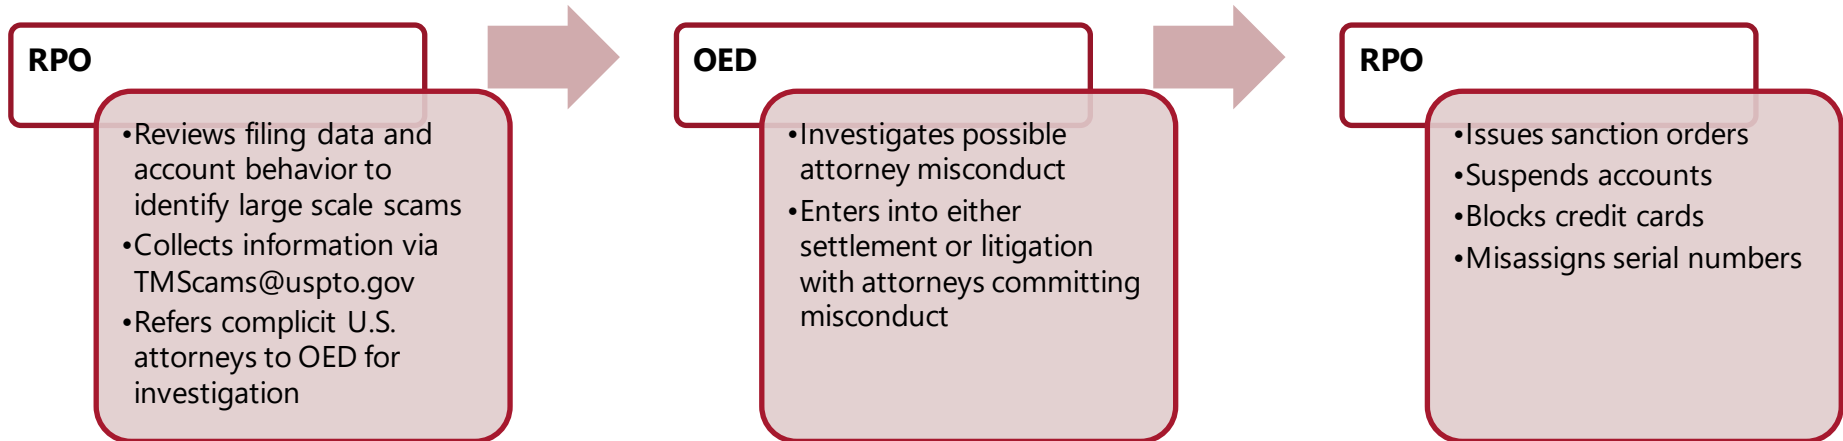 RPO
•Reviews filing data and
account behavior to
identify large scale scams
•Collects information via
TMScams@uspto.gov
•Refers complicit U.S.
attorneys to OED for
investigation
OED
•Investigates possible
attorney misconduct
•Enters into either
settlement or litigation
with attorneys committing
misconduct
RPO
•Issues sanction orders
•Suspends accounts
•Blocks credit cards
•Misassigns serial numbers